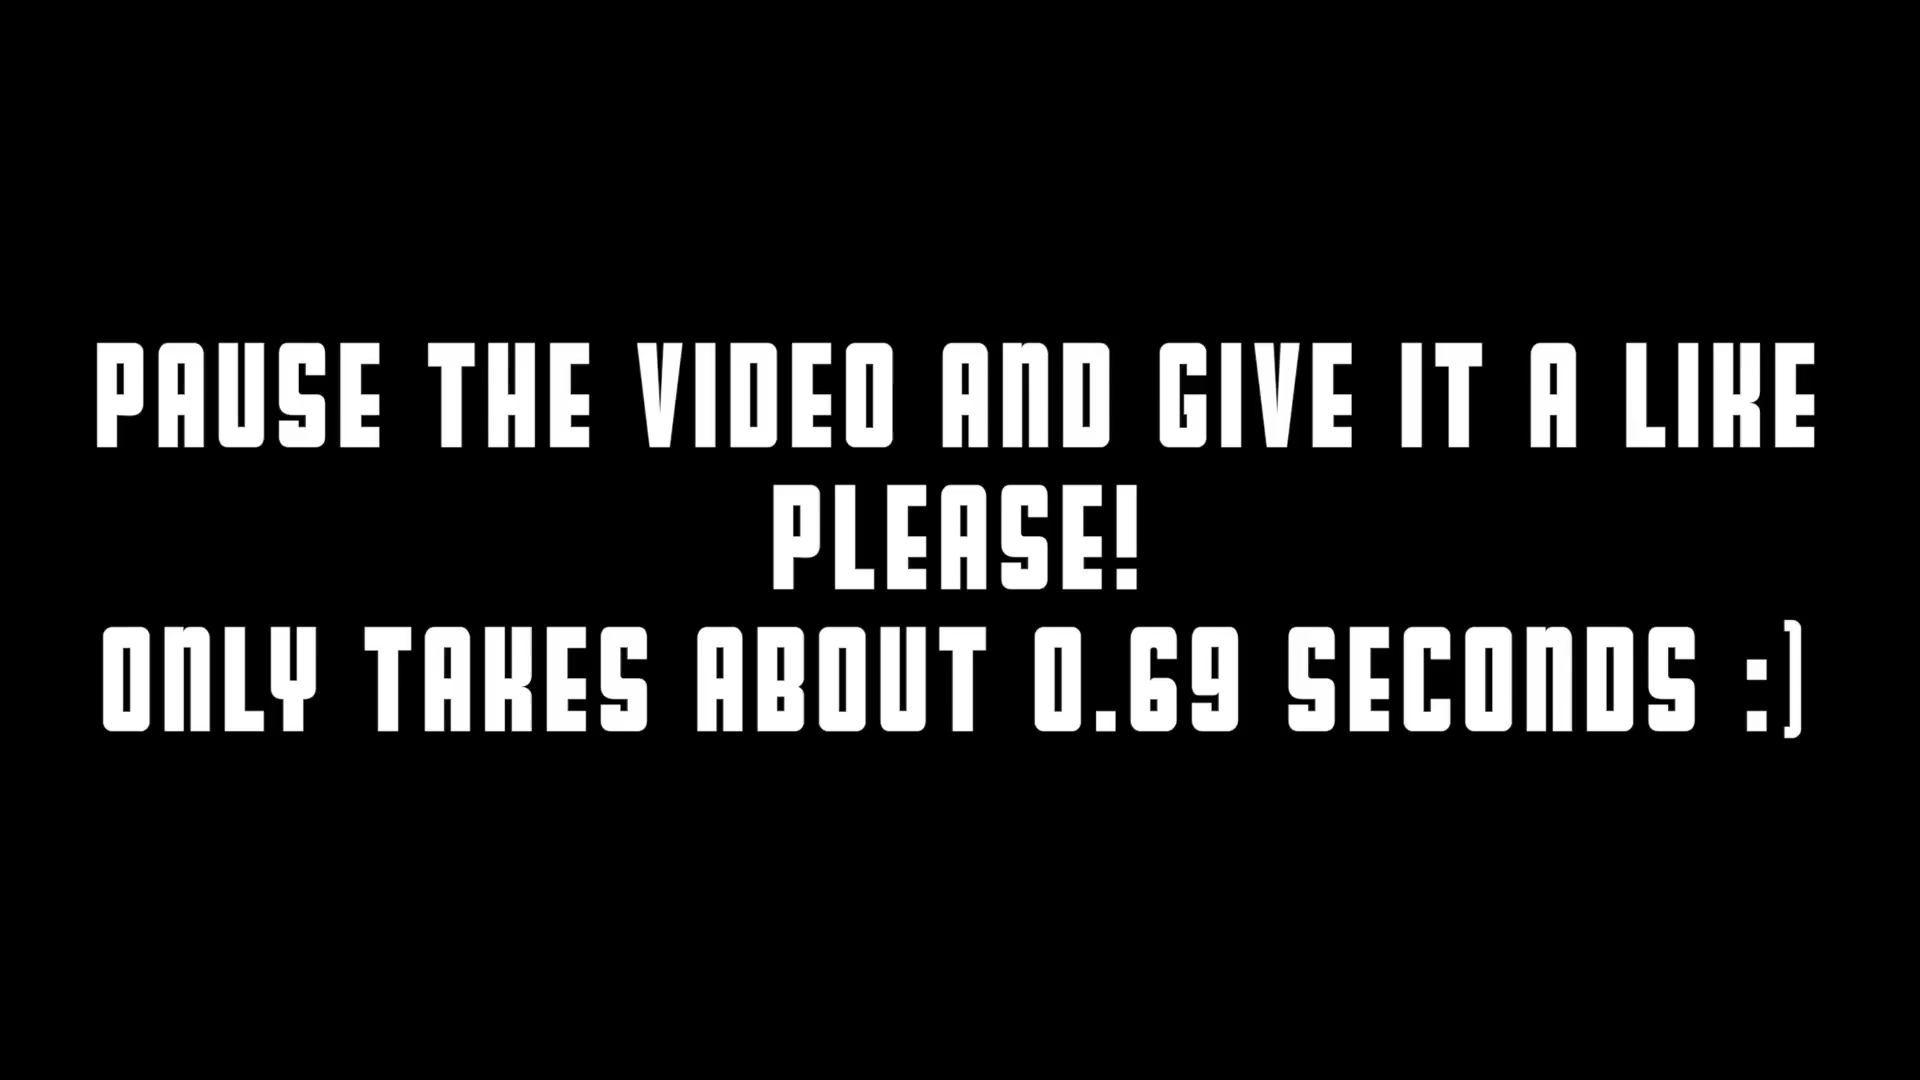 PAUSE THE VIDEO AND GIVE IT A LIKE
PLEASE!
ONLY TAKES ABOUT 0.69 SECONDS :)